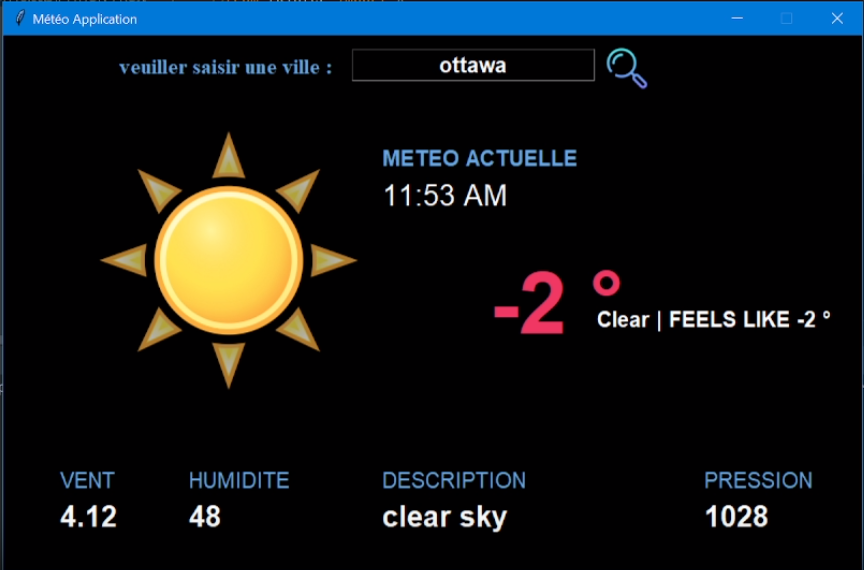 Météo Application
veuiller saisir une ville :
ottawa
METEO ACTUELLE
11:53 AM
-2 °
Clear | FEELS LIKE -2 °
VENT HUMIDITE DESCRIPTION PRESSION
4.12 48 clear sky 1028